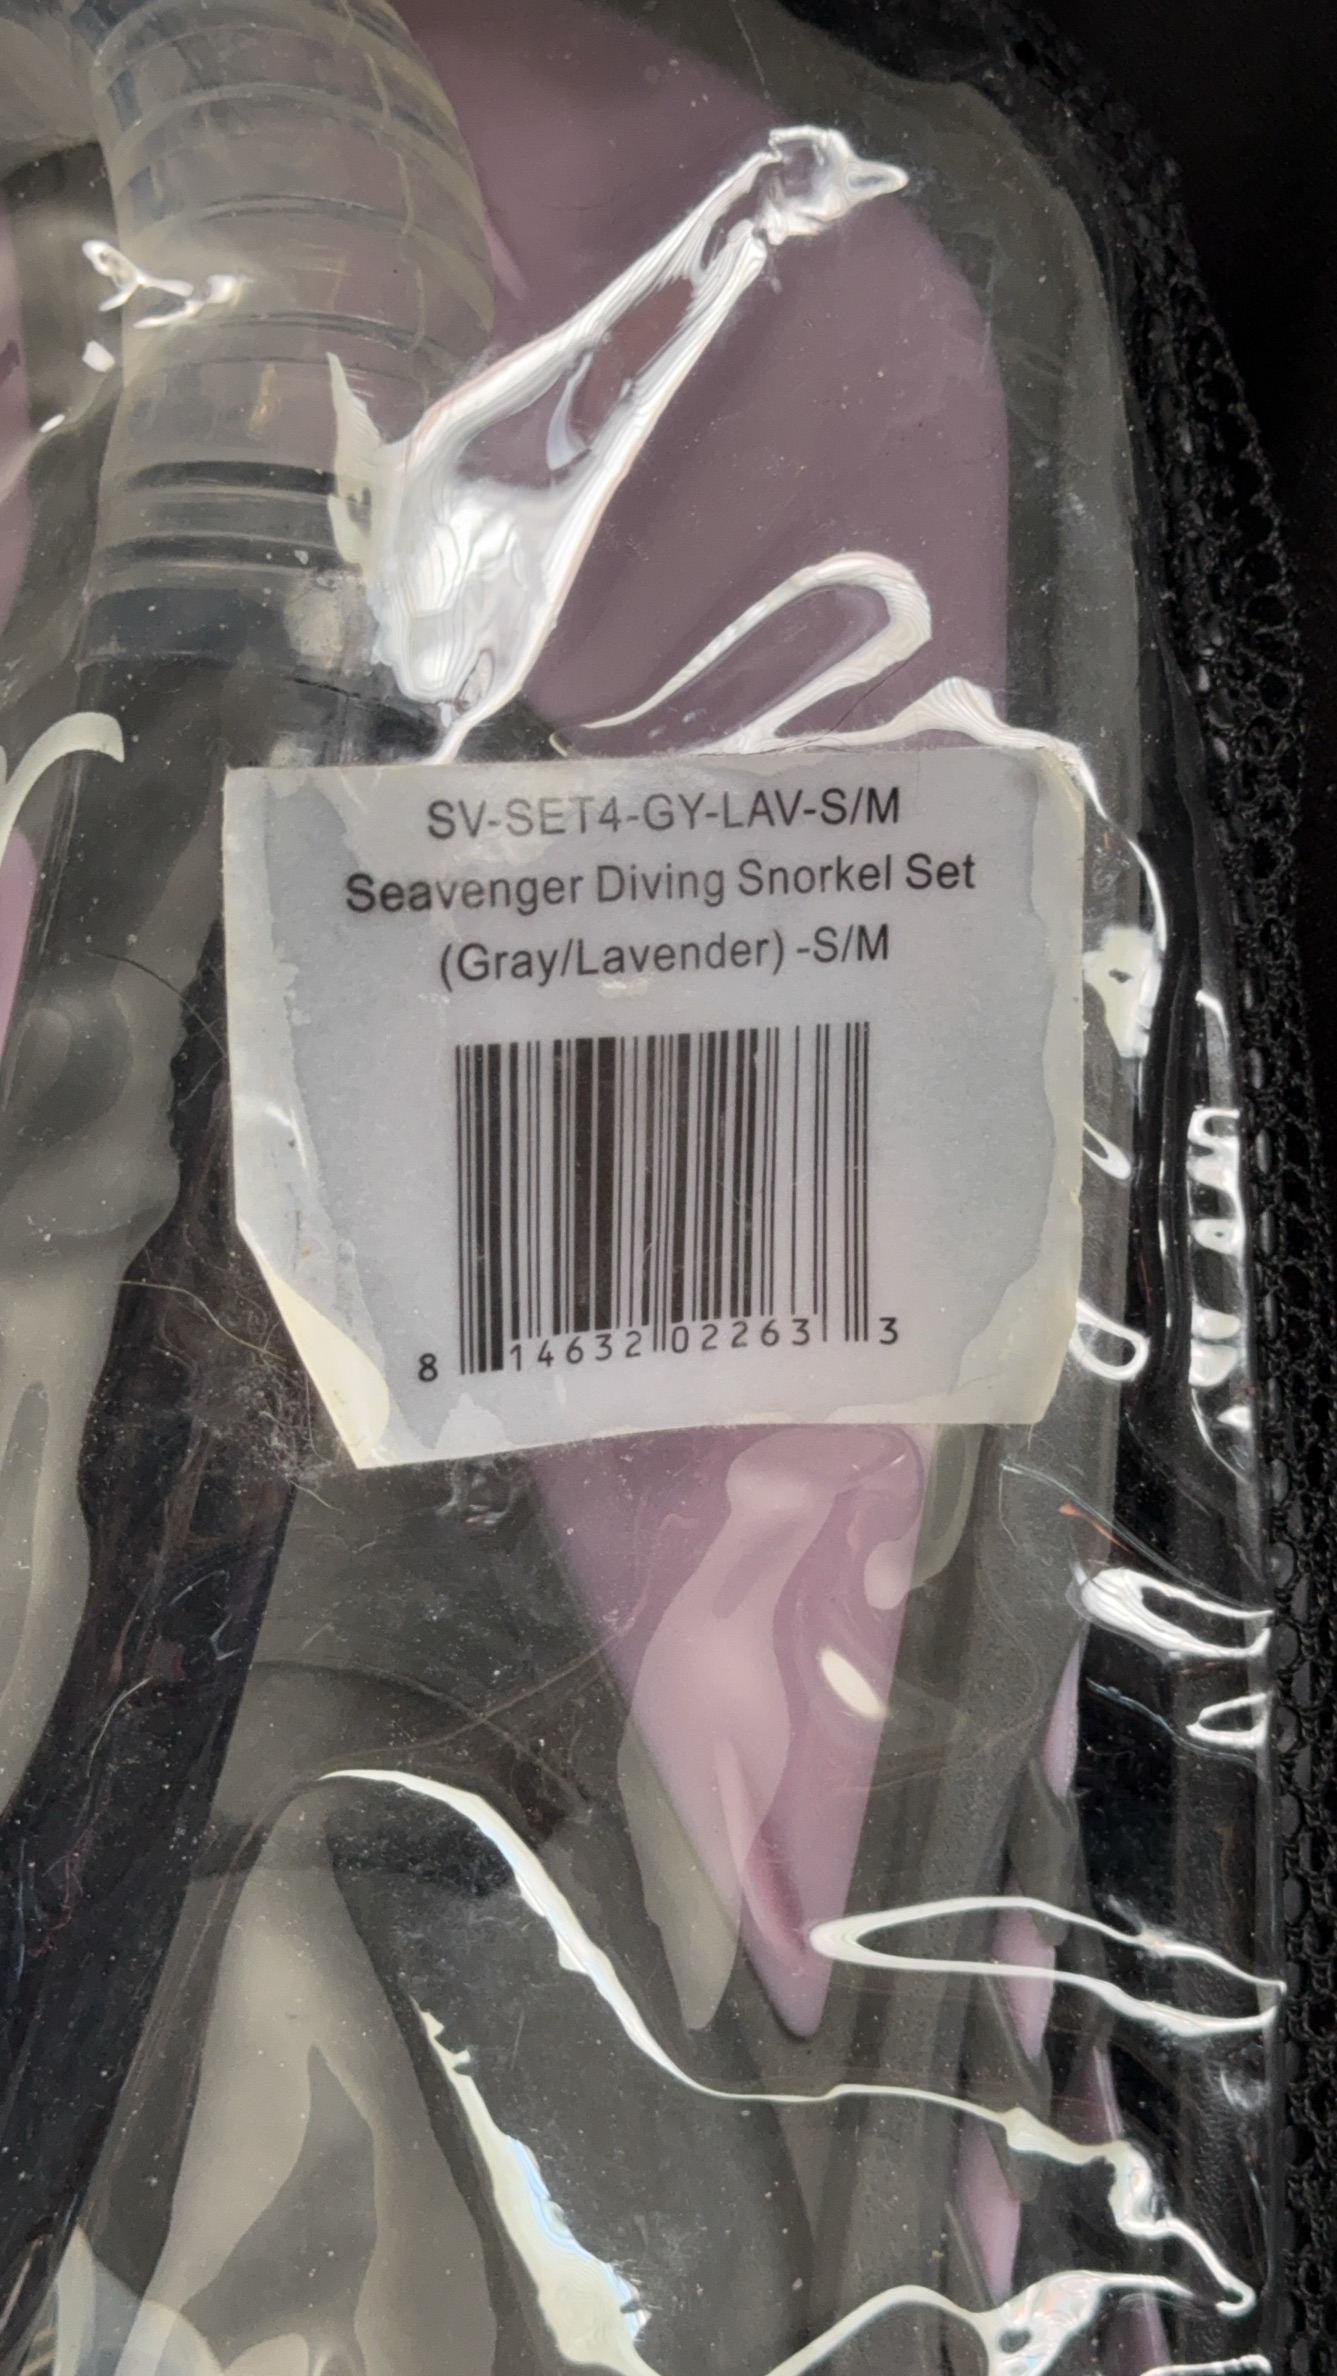 SV-SET4-GY-LAV-S/M
Seavenger Diving Snorkel Set
(Gray/Lavender) -S/M
8 14632 02263 3